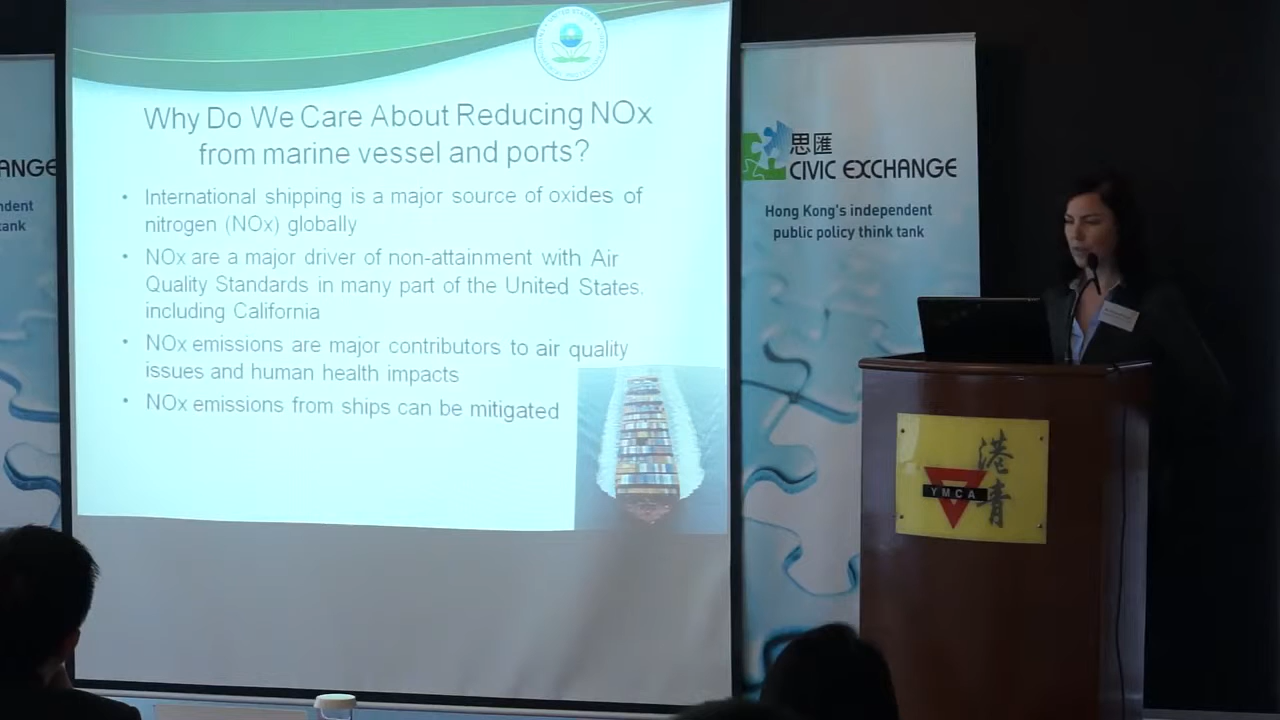 Why Do We Care About Reducing NOx
from marine vessel and ports?
• International shipping is a major source of oxides of
nitrogen (NOx) globally
• NOx are a major driver of non-attainment with Air
Quality Standards in many part of the United States,
including California
• NOx emissions are major contributors to air quality
issues and human health impacts
• NOx emissions from ships can be mitigated
ANGE
ndent
tank
思匯
CIVIC EXCHANGE
Hong Kong's independent
public policy think tank
港青
YMCA